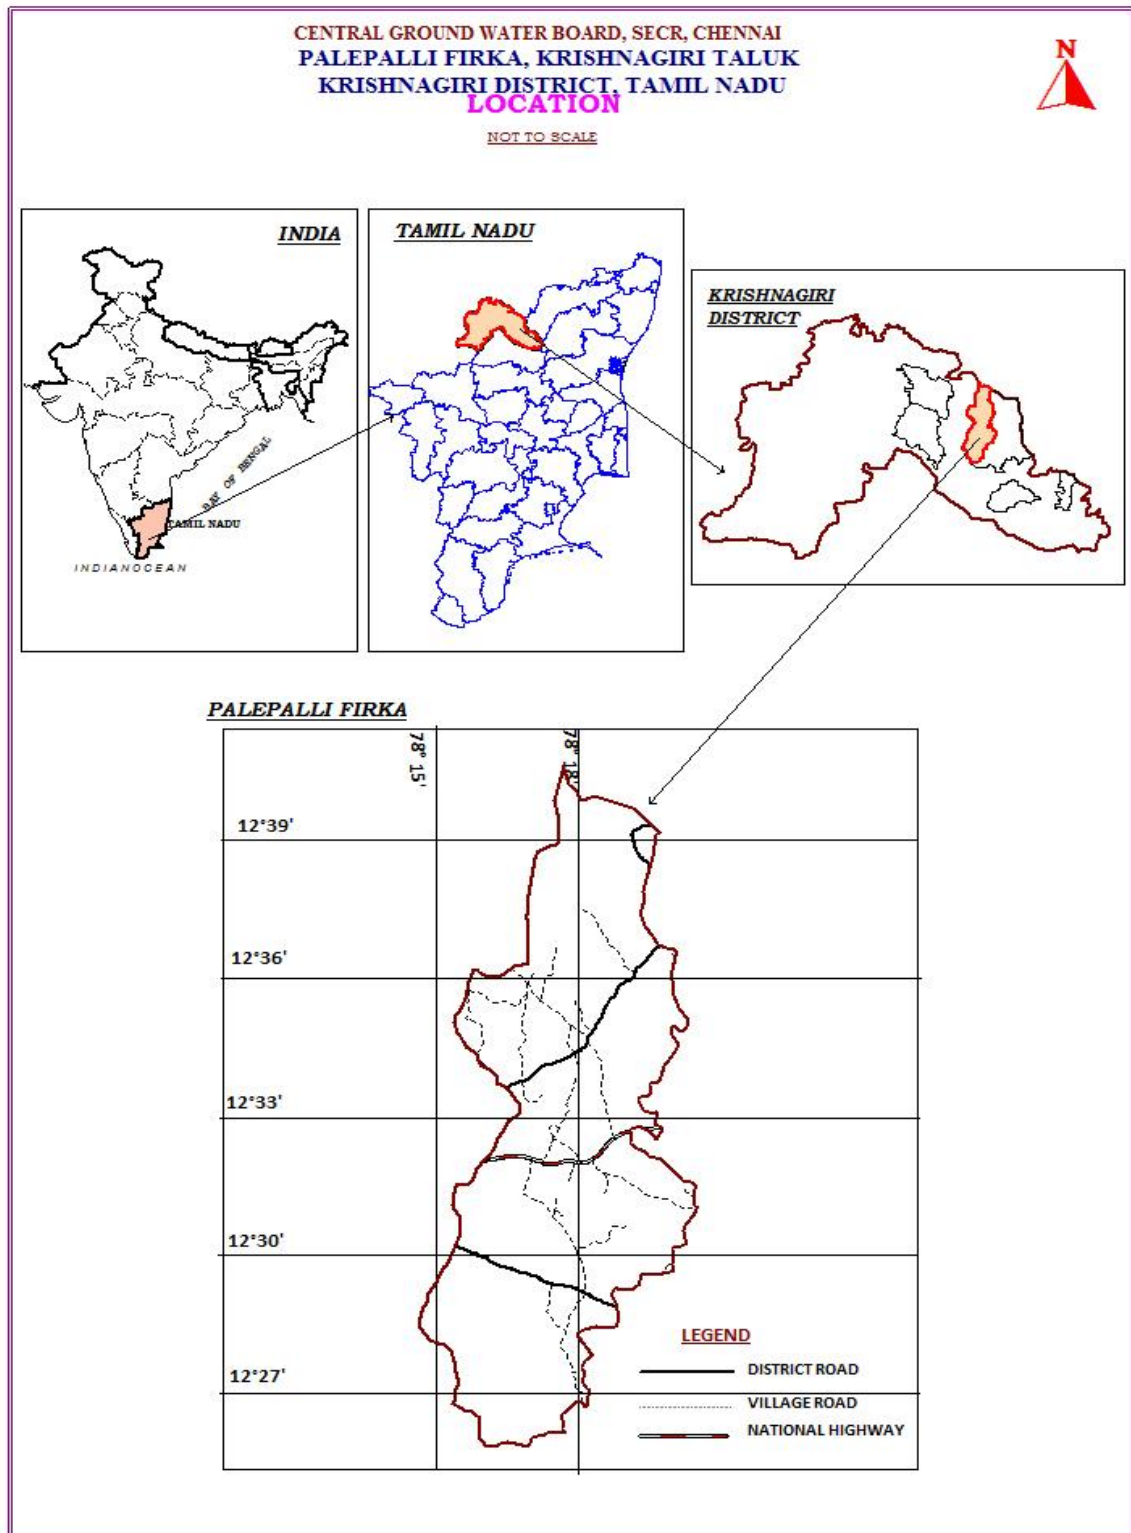 CENTRAL GROUND WATER BOARD, SECR, CHENNAI
PALEPALLI FIRKA, KRISHNAGIRI TALUK
KRISHNAGIRI DISTRICT, TAMIL NADU
LOCATION
NOT TO SCALE
N
INDIA
BAY OF BENGAL
TAMIL NADU
INDIANOCEAN
TAMIL NADU
KRISHNAGIRI
DISTRICT
PALEPALLI FIRKA
78° 15'
78° 18'
12°39'
12°36'
12°33'
12°30'
12°27'
LEGEND
DISTRICT ROAD
VILLAGE ROAD
NATIONAL HIGHWAY